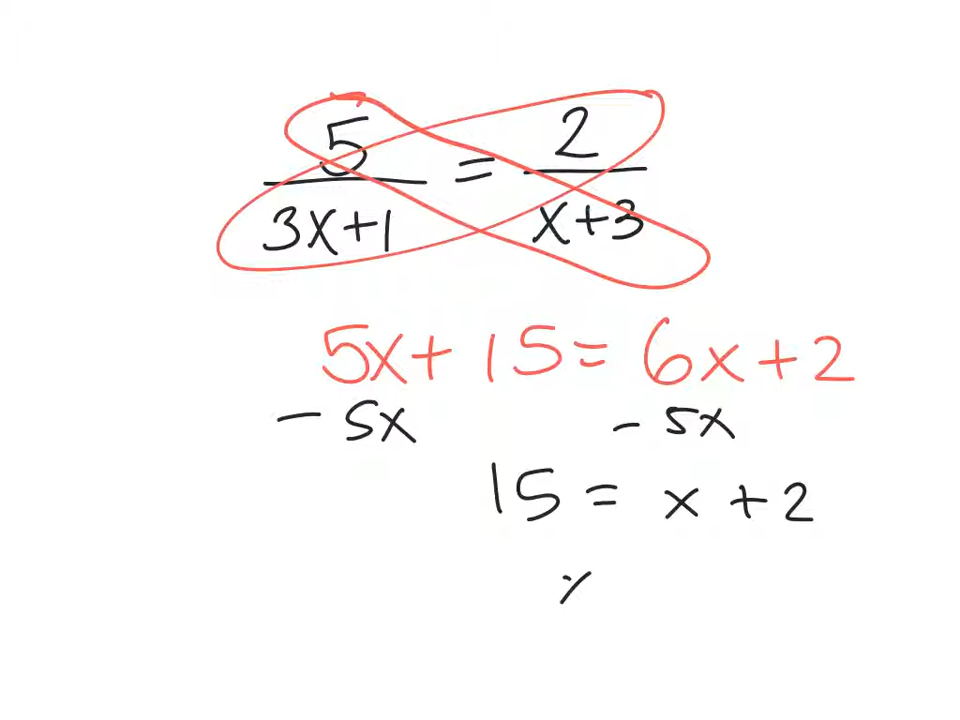 5/(3x+1) = 2/(x+3)
5x+15=6x+2
-5x -5x
15 = x + 2
x